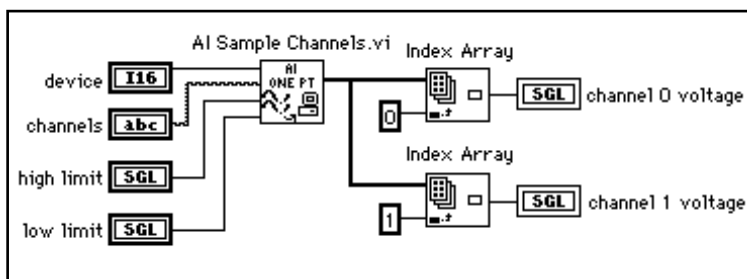 AI Sample Channels.vi
Index Array
device I16
AI
ONE PT
SGL channel 0 voltage
channels abc
0
Index Array
high limit SGL
SGL channel 1 voltage
low limit SGL
1